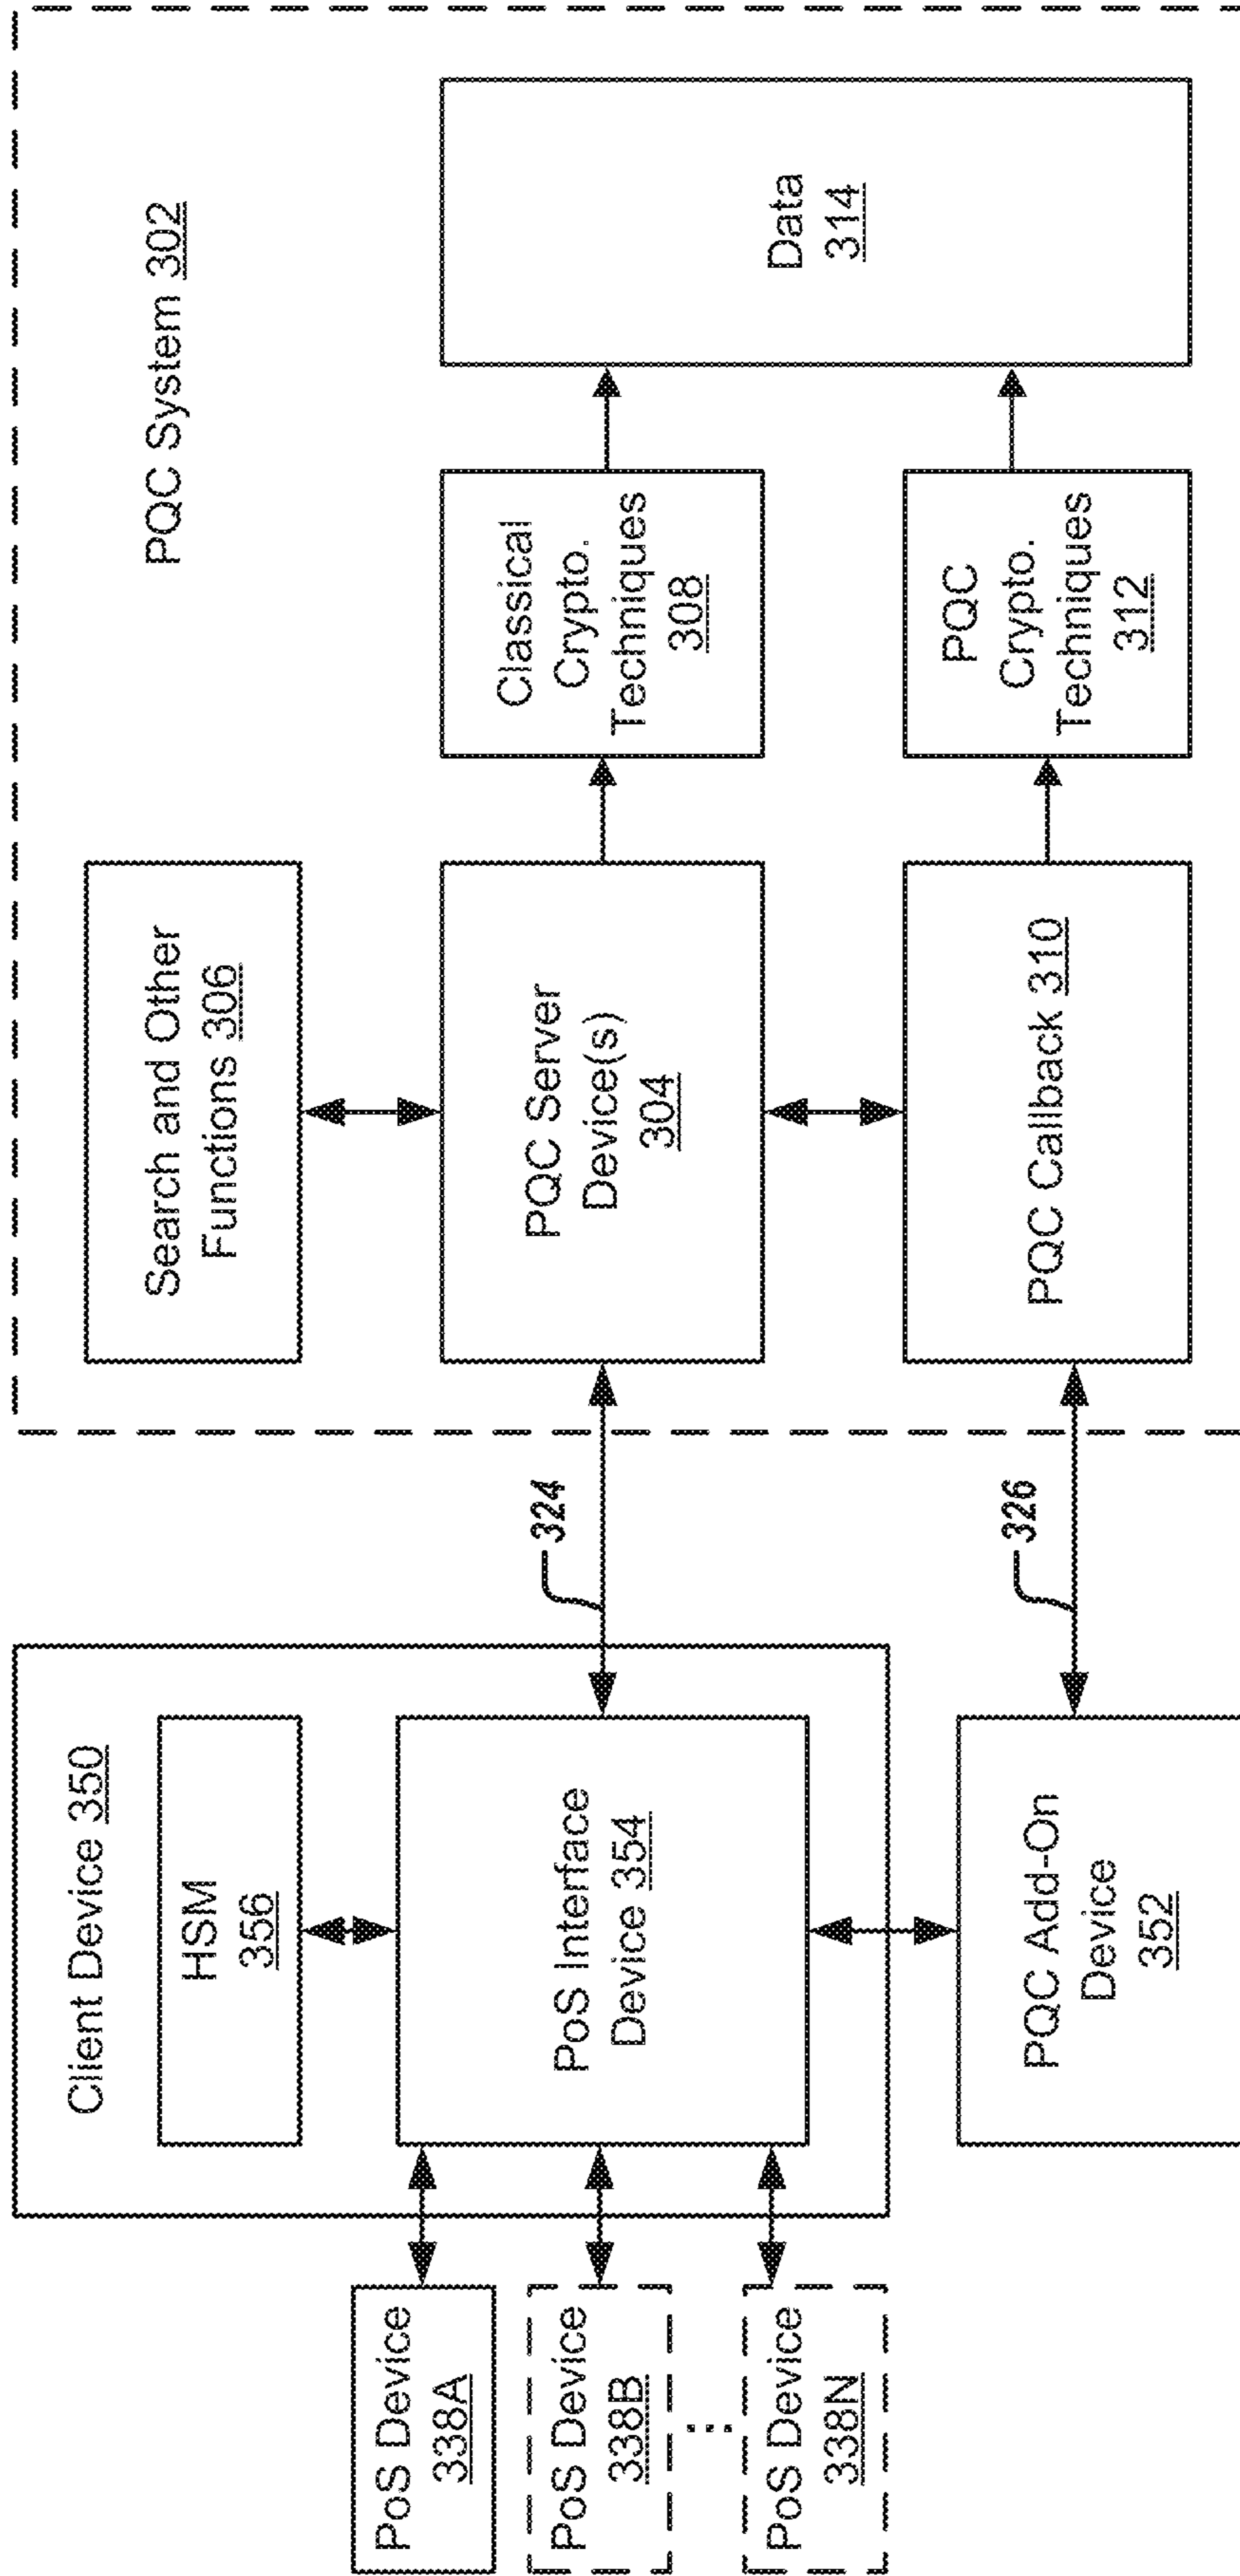 PoS Device
338A
PoS Device
338B
...
PoS Device
338N
Client Device 350
HSM
356
PoS Interface
Device 354
PQC Add-On
Device
352
324
326
PQC System 302
Search and Other
Functions 306
PQC Server
Device(s)
304
PQC Callback 310
Classical
Crypto.
Techniques
308
PQC
Crypto.
Techniques
312
Data
314